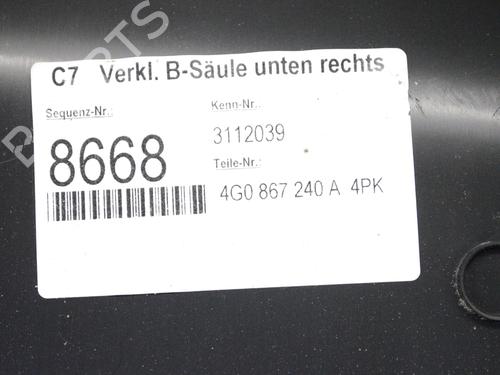 C7 Verkl. B-Säule unten rechts
Sequenz-Nr.:
Kenn-Nr.:
8668
3112039
Teile-Nr.:
4G0 867 240 A 4PK